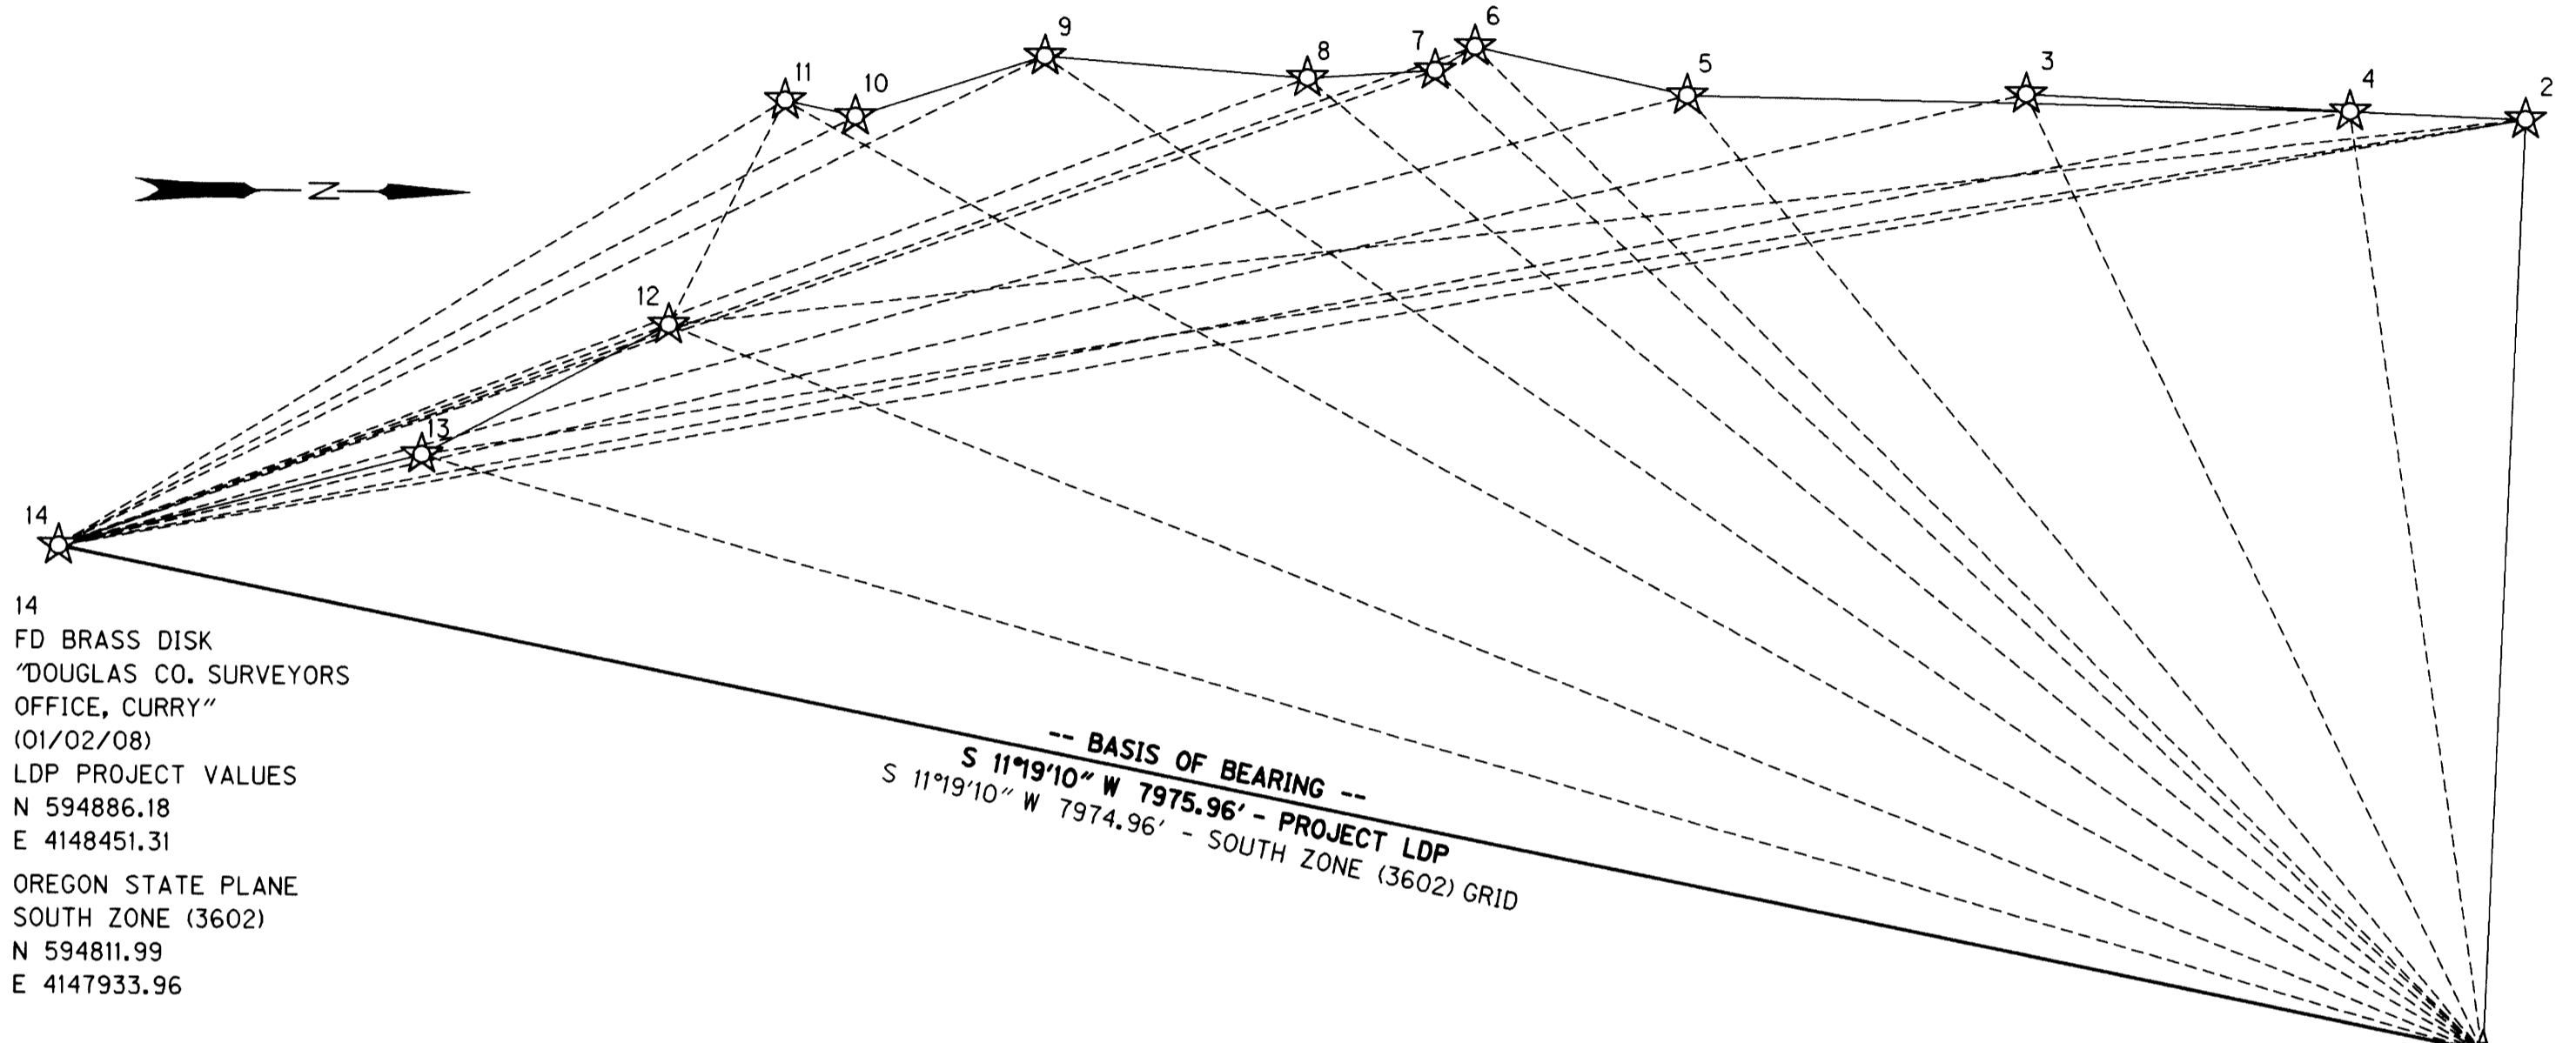 6
9
7
8
11
10
5
3
4
2
N
12
13
14
14
FD BRASS DISK
"DOUGLAS CO. SURVEYORS
OFFICE, CURRY"
(01/02/08)
LDP PROJECT VALUES
N 594886.18
E 4148451.31
OREGON STATE PLANE
SOUTH ZONE (3602)
N 594811.99
E 4147933.96
-- BASIS OF BEARING --
S 11°19'10" W 7975.96' - PROJECT LDP
S 11°19'10" W 7974.96' - SOUTH ZONE (3602) GRID